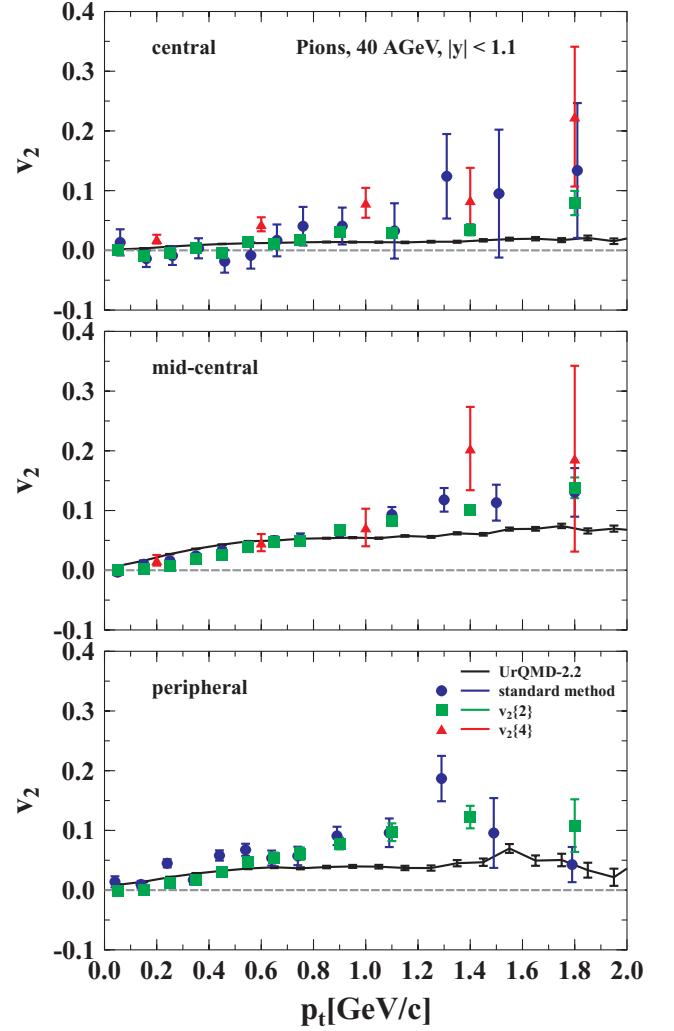 0.4
central
Pions, 40 AGeV, |y| < 1.1
0.3
0.2
v2
0.1
0.0
-0.1
0.4
mid-central
0.3
0.2
v2
0.1
0.0
-0.1
0.4
UrQMD-2.2
peripheral
standard method
0.3
v2{2}
v2{4}
0.2
v2
0.1
0.0
-0.1
0.0 0.2 0.4 0.6 0.8 1.0 1.2 1.4 1.6 1.8 2.0
pt[GeV/c]